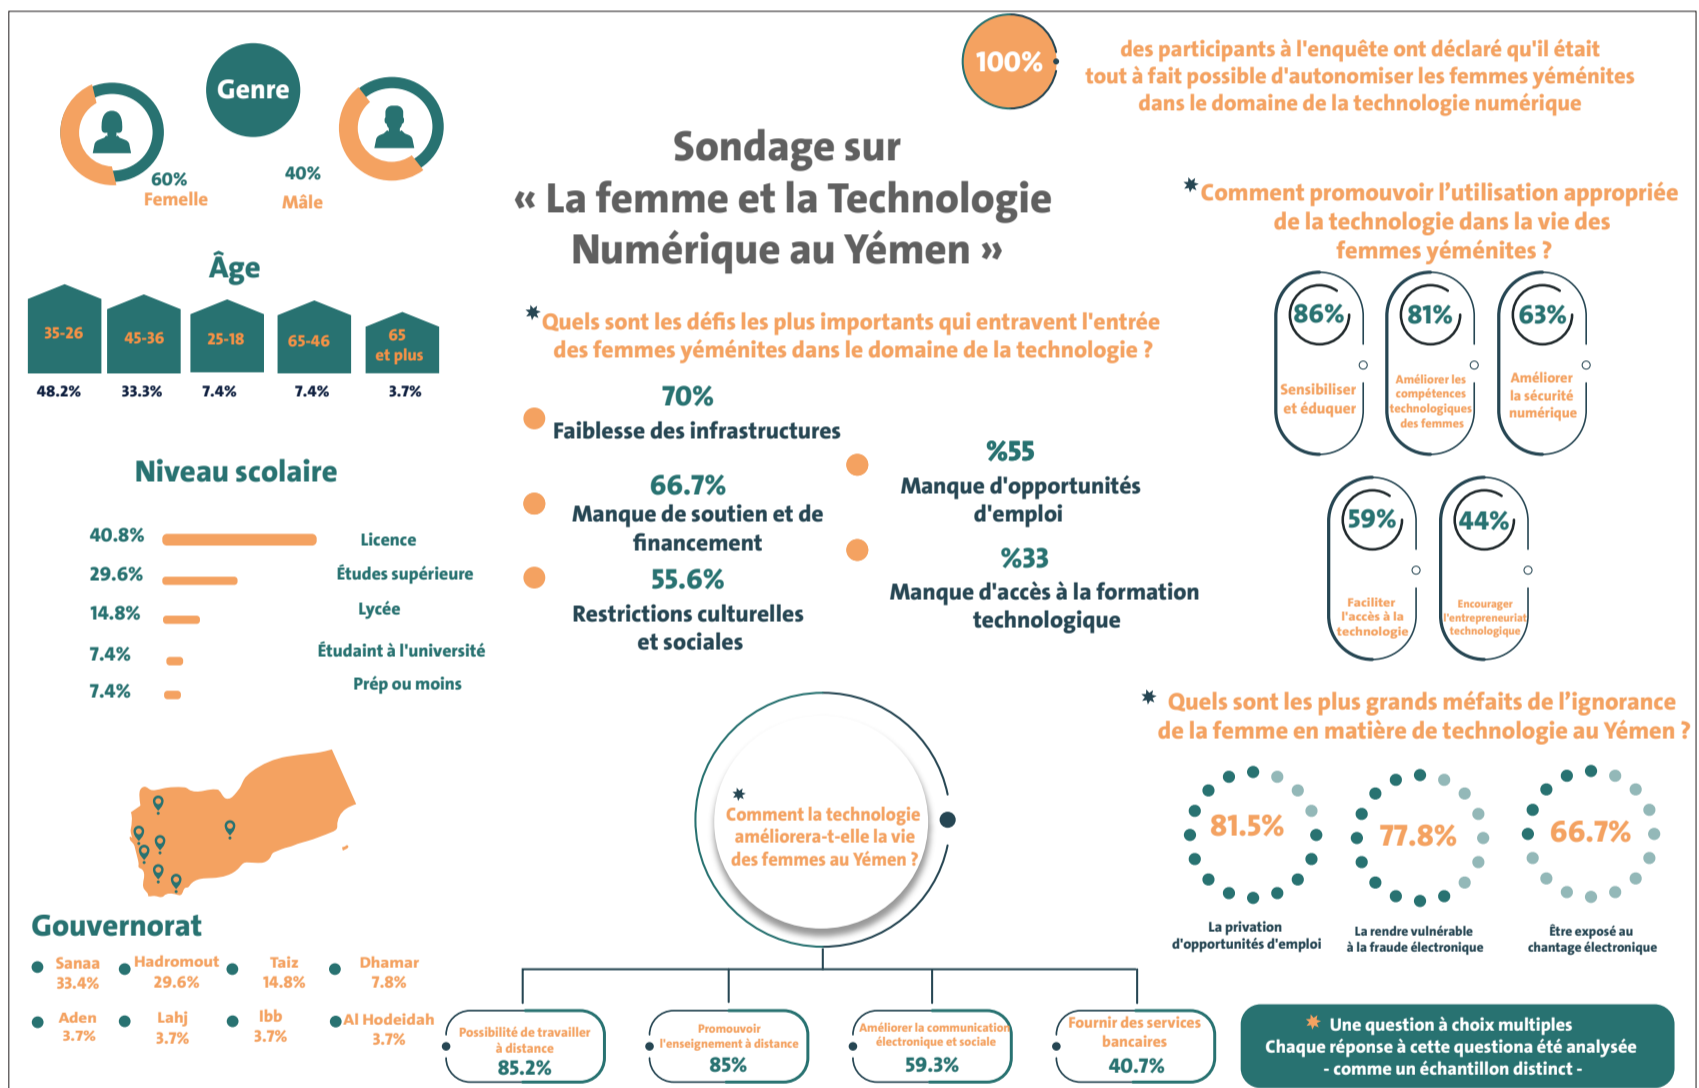 Genre
60%
Femelle
40%
Mâle
Âge
35-26
45-36
25-18
65-46
65
et plus
48.2%
33.3%
7.4%
7.4%
3.7%
Niveau scolaire
40.8%
Licence
29.6%
Études supérieure
14.8%
Lycée
7.4%
Étudaint à l'université
7.4%
Prép ou moins
Gouvernorat
Sanaa
33.4%
Hadromout
29.6%
Taiz
14.8%
Dhamar
7.8%
Aden
3.7%
Lahj
3.7%
Ibb
3.7%
Al Hodeidah
3.7%
Sondage sur
« La femme et la Technologie
Numérique au Yémen »
Quels sont les défis les plus importants qui entravent l'entrée
des femmes yéménites dans le domaine de la technologie ?
70%
Faiblesse des infrastructures
66.7%
Manque de soutien et de
financement
55.6%
Restrictions culturelles
et sociales
%55
Manque d'opportunités
d'emploi
%33
Manque d'accès à la formation
technologique
Comment la technologie
améliorera-t-elle la vie
des femmes au Yémen ?
Possibilité de travailler
à distance
85.2%
Promouvoir
l'enseignement à distance
85%
Améliorer la communication
électronique et sociale
59.3%
Fournir des services
bancaires
40.7%
100%
des participants à l'enquête ont déclaré qu'il était
tout à fait possible d'autonomiser les femmes yéménites
dans le domaine de la technologie numérique
Comment promouvoir l’utilisation appropriée
de la technologie dans la vie des
femmes yéménites ?
86%
Sensibiliser
et éduquer
81%
Améliorer les
compétences
technologiques
des femmes
63%
Améliorer
la sécurité
numérique
59%
Faciliter
l'accès à la
technologie
44%
Encourager
l'entrepreneuriat
technologique
Quels sont les plus grands méfaits de l’ignorance
de la femme en matière de technologie au Yémen ?
81.5%
La privation
d'opportunités d'emploi
77.8%
La rendre vulnérable
à la fraude électronique
66.7%
Être exposé au
chantage électronique
Une question à choix multiples
Chaque réponse à cette questiona été analysée
- comme un échantillon distinct -